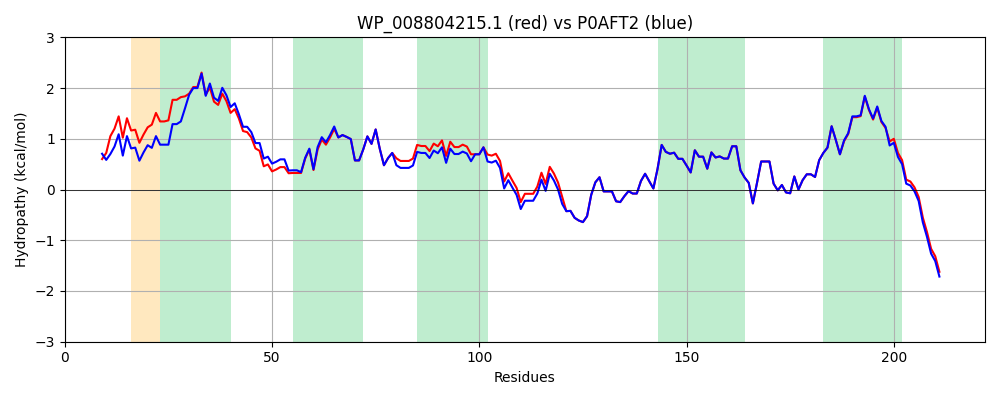 WP_008804215.1 (red) vs P0AFT2 (blue)
Hydropathy (kcal/mol)
3
2
1
0
−1
−2
−3
0 50 100 150 200
Residues